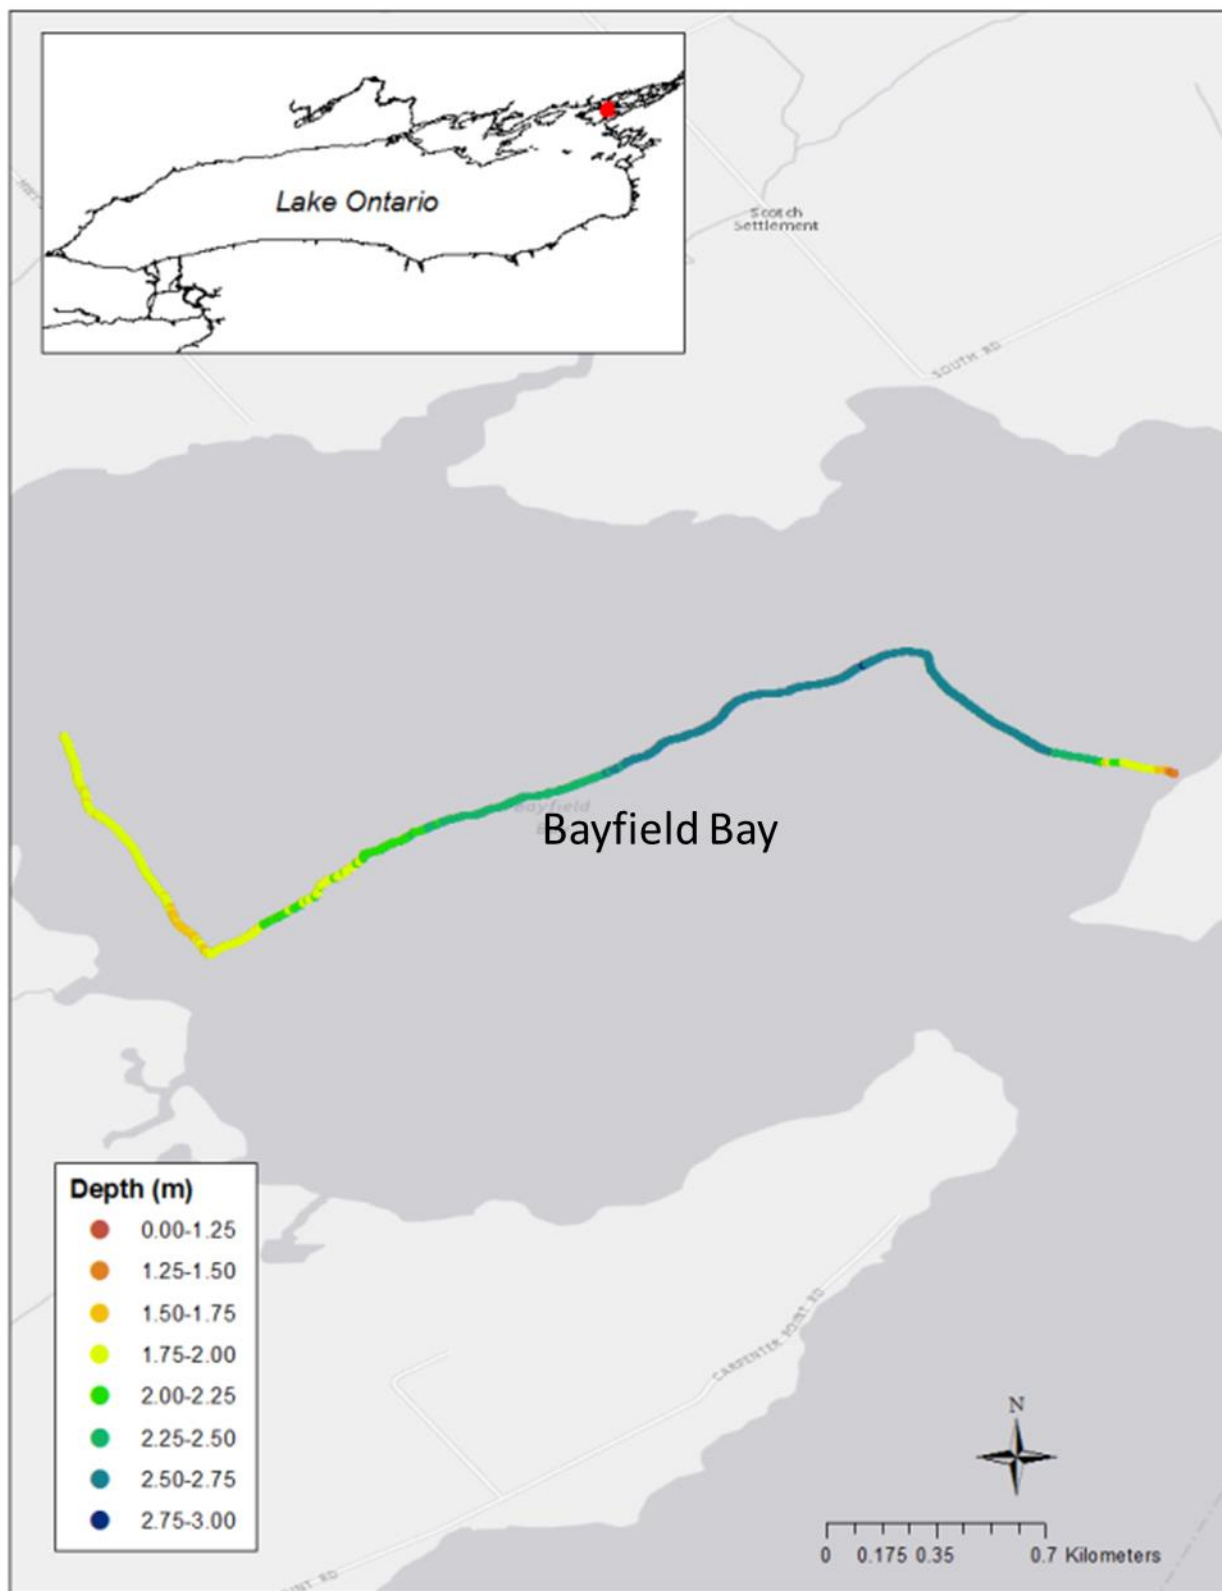 Lake Ontario
Scotch
Settlement
SOUTH RD
Bayfield
Bayfield Bay
CARPENTER POINT RD
Depth (m)
0.00-1.25
1.25-1.50
1.50-1.75
1.75-2.00
2.00-2.25
2.25-2.50
2.50-2.75
2.75-3.00
N
0 0.175 0.35 0.7 Kilometers
RD